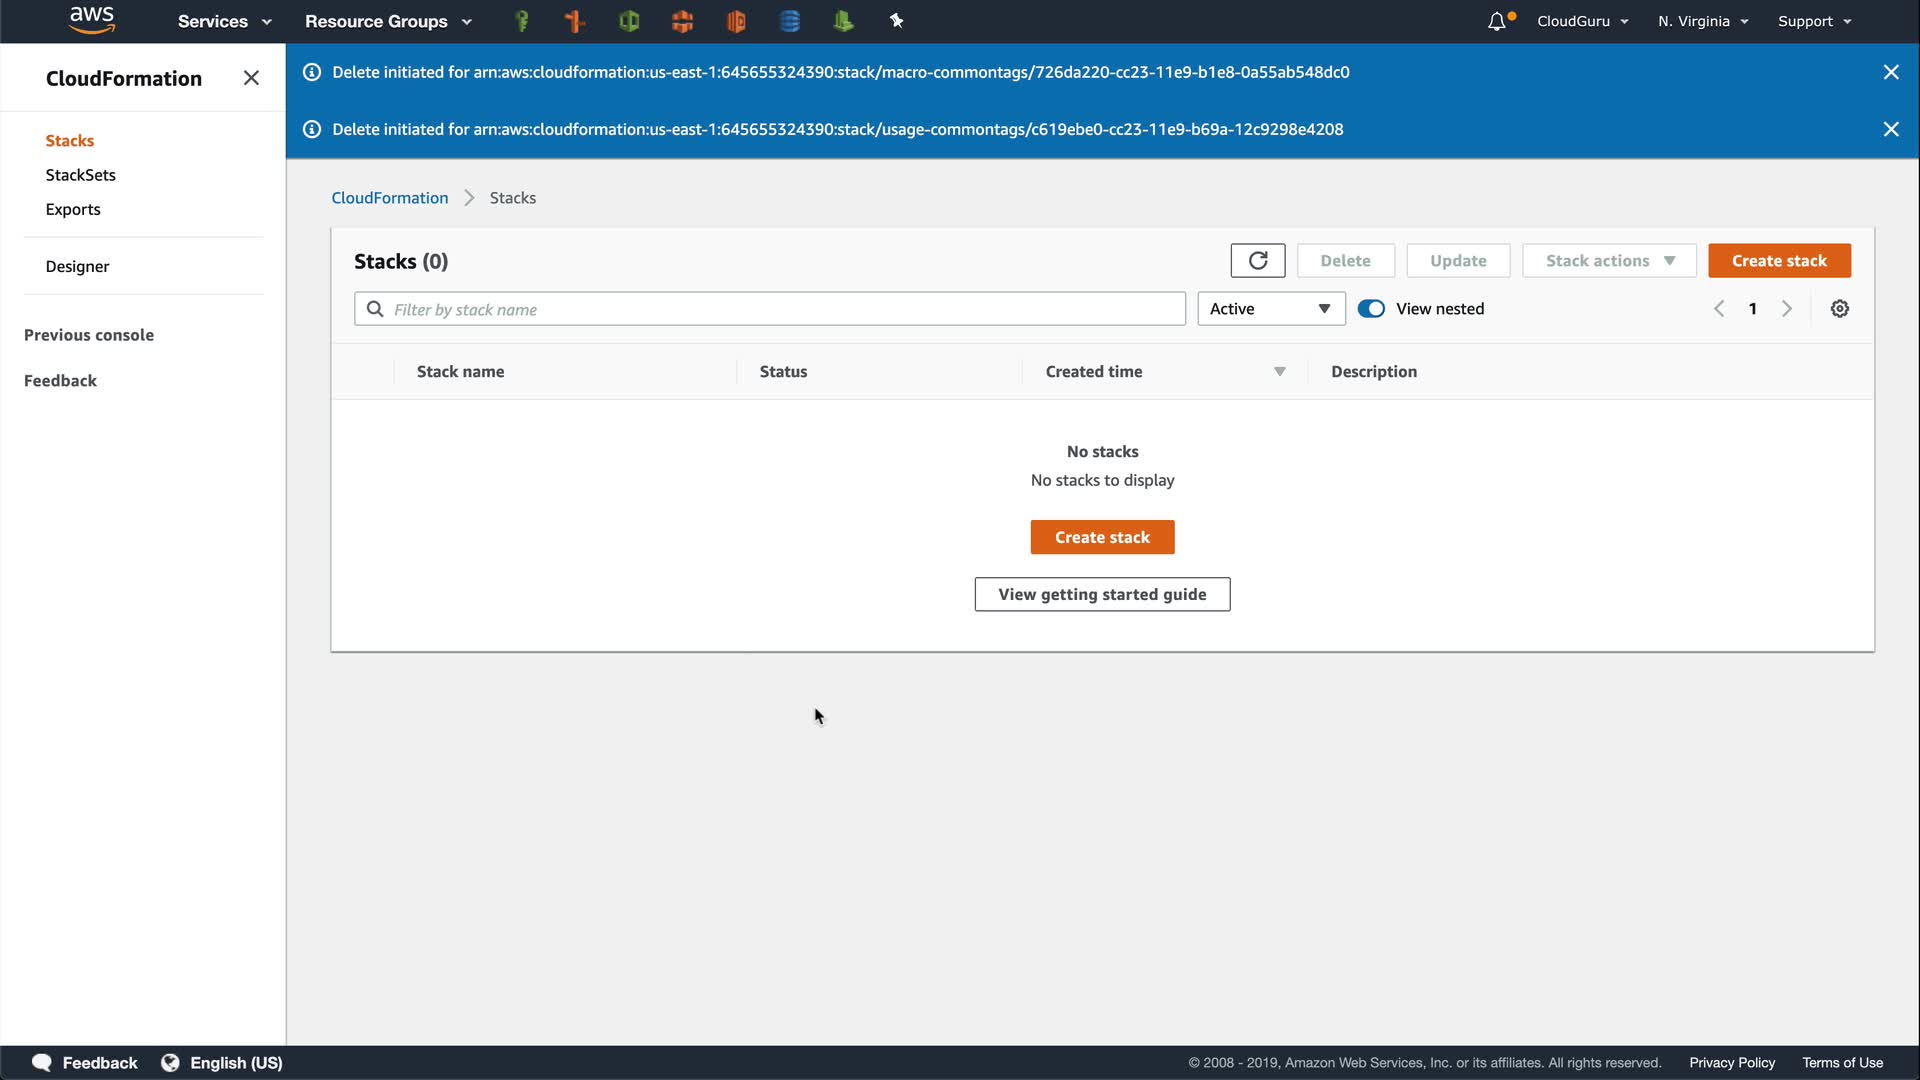 aws Services Resource Groups CloudGuru N. Virginia Support
CloudFormation
Stacks
StackSets
Exports
Designer
Previous console
Feedback
Delete initiated for arn:aws:cloudformation:us-east-1:645655324390:stack/macro-commontags/726da220-cc23-11e9-b1e8-0a55ab548dc0
Delete initiated for arn:aws:cloudformation:us-east-1:645655324390:stack/usage-commontags/c619ebe0-cc23-11e9-b69a-12c9298e4208
CloudFormation Stacks
Stacks (0) Delete Update Stack actions Create stack
Filter by stack name Active View nested 1
Stack name Status Created time Description
No stacks
No stacks to display
Create stack
View getting started guide
Feedback English (US) © 2008 - 2019, Amazon Web Services, Inc. or its affiliates. All rights reserved. Privacy Policy Terms of Use